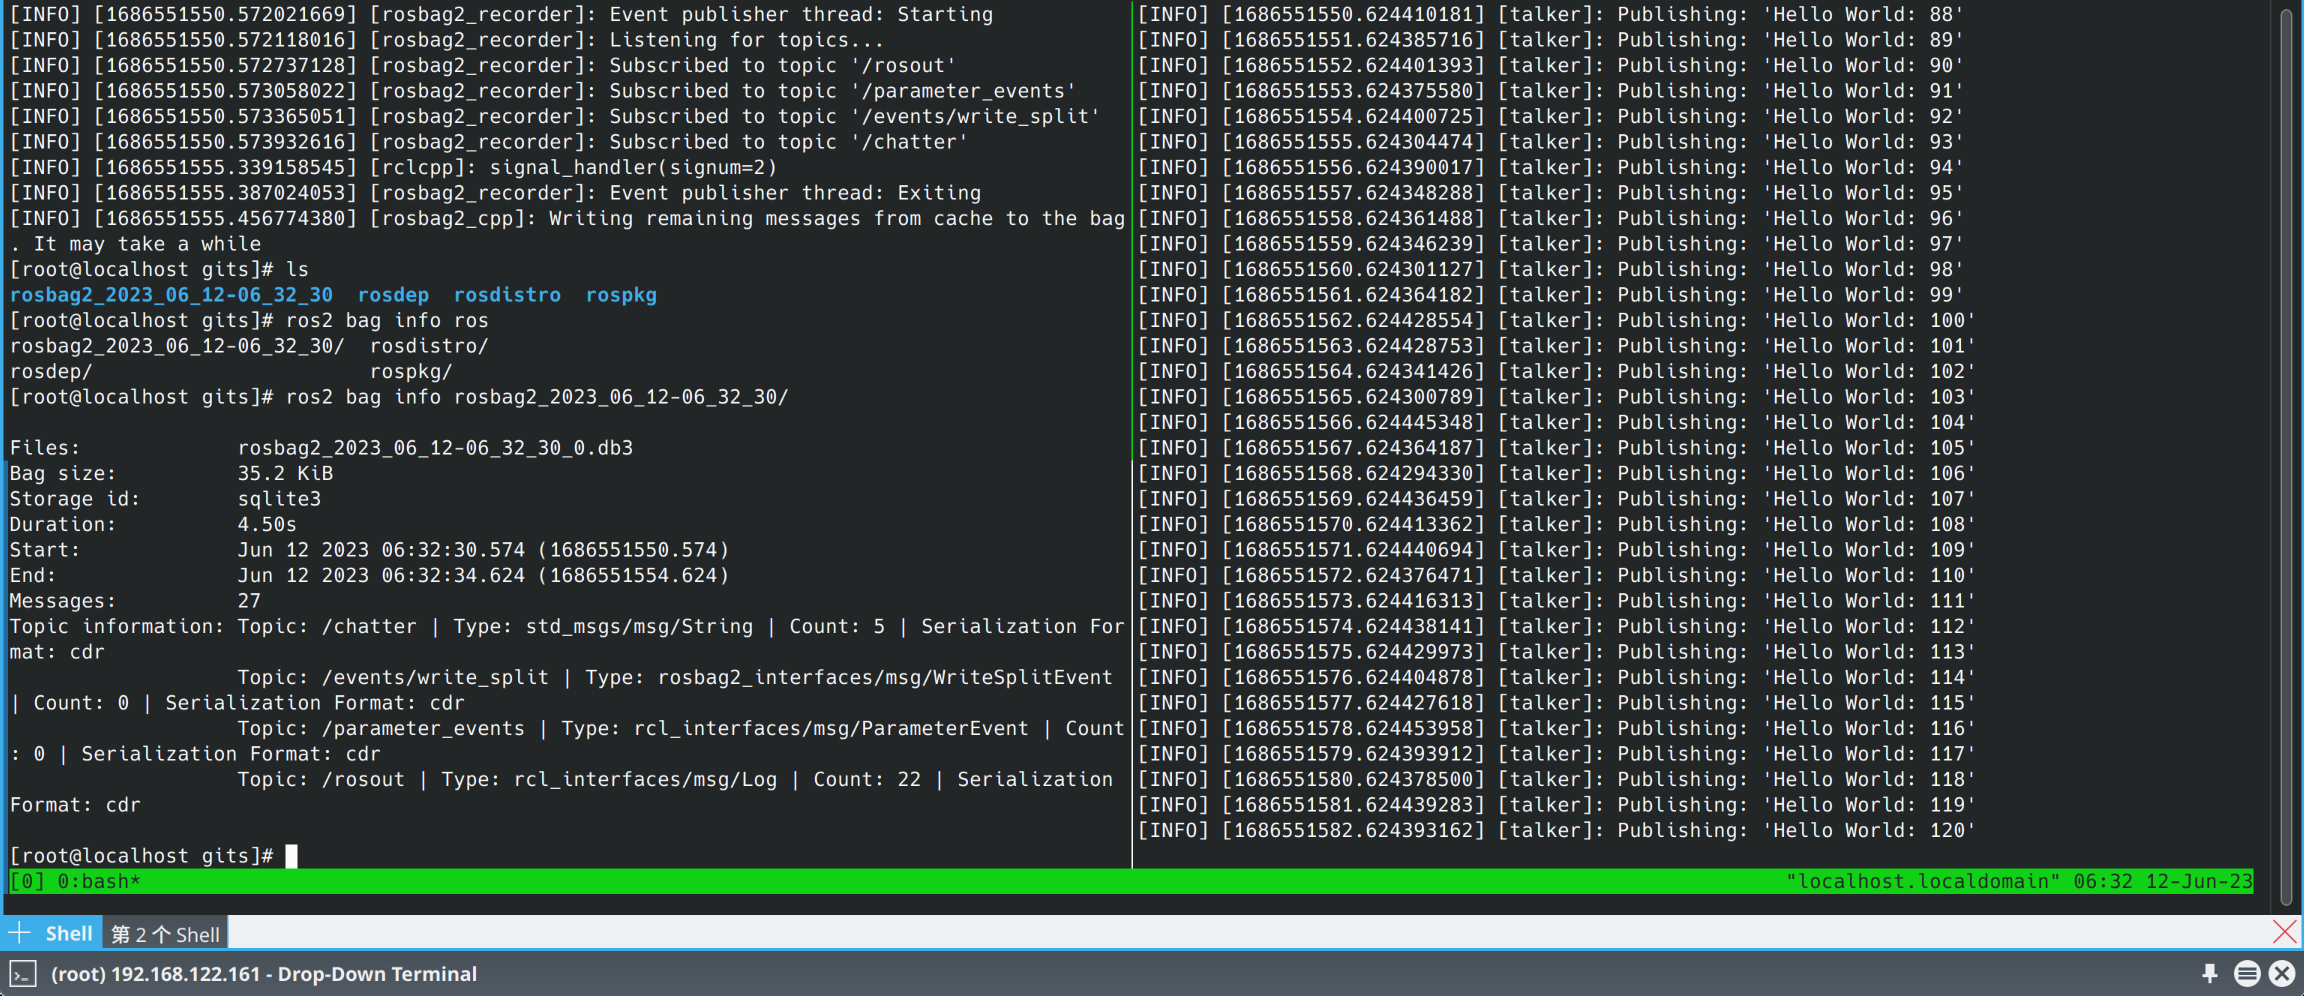 [INFO] [1686551550.572021669] [rosbag2_recorder]: Event publisher thread: Starting
[INFO] [1686551550.572118016] [rosbag2_recorder]: Listening for topics...
[INFO] [1686551550.572737128] [rosbag2_recorder]: Subscribed to topic '/rosout'
[INFO] [1686551550.573058022] [rosbag2_recorder]: Subscribed to topic '/parameter_events'
[INFO] [1686551550.573365051] [rosbag2_recorder]: Subscribed to topic '/events/write_split'
[INFO] [1686551550.573932616] [rosbag2_recorder]: Subscribed to topic '/chatter'
[INFO] [1686551555.339158545] [rclcpp]: signal_handler(signum=2)
[INFO] [1686551555.387024053] [rosbag2_recorder]: Event publisher thread: Exiting
[INFO] [1686551555.456774380] [rosbag2_cpp]: Writing remaining messages from cache to the bag
. It may take a while
[root@localhost gits]# ls
rosbag2_2023_06_12-06_32_30  rosdep  rosdistro  rospkg
[root@localhost gits]# ros2 bag info ros
rosbag2_2023_06_12-06_32_30/  rosdistro/
rosdep/                       rospkg/
[root@localhost gits]# ros2 bag info rosbag2_2023_06_12-06_32_30/
Files:             rosbag2_2023_06_12-06_32_30_0.db3
Bag size:          35.2 KiB
Storage id:        sqlite3
Duration:          4.50s
Start:             Jun 12 2023 06:32:30.574 (1686551550.574)
End:               Jun 12 2023 06:32:34.624 (1686551554.624)
Messages:          27
Topic information: Topic: /chatter | Type: std_msgs/msg/String | Count: 5 | Serialization For
mat: cdr
                   Topic: /events/write_split | Type: rosbag2_interfaces/msg/WriteSplitEvent
| Count: 0 | Serialization Format: cdr
                   Topic: /parameter_events | Type: rcl_interfaces/msg/ParameterEvent | Count
: 0 | Serialization Format: cdr
                   Topic: /rosout | Type: rcl_interfaces/msg/Log | Count: 22 | Serialization
Format: cdr
[root@localhost gits]#
[INFO] [1686551550.624410181] [talker]: Publishing: 'Hello World: 88'
[INFO] [1686551551.624385716] [talker]: Publishing: 'Hello World: 89'
[INFO] [1686551552.624401393] [talker]: Publishing: 'Hello World: 90'
[INFO] [1686551553.624375580] [talker]: Publishing: 'Hello World: 91'
[INFO] [1686551554.624400725] [talker]: Publishing: 'Hello World: 92'
[INFO] [1686551555.624304474] [talker]: Publishing: 'Hello World: 93'
[INFO] [1686551556.624390017] [talker]: Publishing: 'Hello World: 94'
[INFO] [1686551557.624348288] [talker]: Publishing: 'Hello World: 95'
[INFO] [1686551558.624361488] [talker]: Publishing: 'Hello World: 96'
[INFO] [1686551559.624346239] [talker]: Publishing: 'Hello World: 97'
[INFO] [1686551560.624301127] [talker]: Publishing: 'Hello World: 98'
[INFO] [1686551561.624364182] [talker]: Publishing: 'Hello World: 99'
[INFO] [1686551562.624428554] [talker]: Publishing: 'Hello World: 100'
[INFO] [1686551563.624428753] [talker]: Publishing: 'Hello World: 101'
[INFO] [1686551564.624341426] [talker]: Publishing: 'Hello World: 102'
[INFO] [1686551565.624300789] [talker]: Publishing: 'Hello World: 103'
[INFO] [1686551566.624445348] [talker]: Publishing: 'Hello World: 104'
[INFO] [1686551567.624364187] [talker]: Publishing: 'Hello World: 105'
[INFO] [1686551568.624294330] [talker]: Publishing: 'Hello World: 106'
[INFO] [1686551569.624436459] [talker]: Publishing: 'Hello World: 107'
[INFO] [1686551570.624413362] [talker]: Publishing: 'Hello World: 108'
[INFO] [1686551571.624440694] [talker]: Publishing: 'Hello World: 109'
[INFO] [1686551572.624376471] [talker]: Publishing: 'Hello World: 110'
[INFO] [1686551573.624416313] [talker]: Publishing: 'Hello World: 111'
[INFO] [1686551574.624438141] [talker]: Publishing: 'Hello World: 112'
[INFO] [1686551575.624429973] [talker]: Publishing: 'Hello World: 113'
[INFO] [1686551576.624404878] [talker]: Publishing: 'Hello World: 114'
[INFO] [1686551577.624427618] [talker]: Publishing: 'Hello World: 115'
[INFO] [1686551578.624453958] [talker]: Publishing: 'Hello World: 116'
[INFO] [1686551579.624393912] [talker]: Publishing: 'Hello World: 117'
[INFO] [1686551580.624378500] [talker]: Publishing: 'Hello World: 118'
[INFO] [1686551581.624439283] [talker]: Publishing: 'Hello World: 119'
[INFO] [1686551582.624393162] [talker]: Publishing: 'Hello World: 120'
[0] 0:bash* "localhost.localdomain" 06:32 12-Jun-23
Shell 第 2 个 Shell
(root) 192.168.122.161 - Drop-Down Terminal